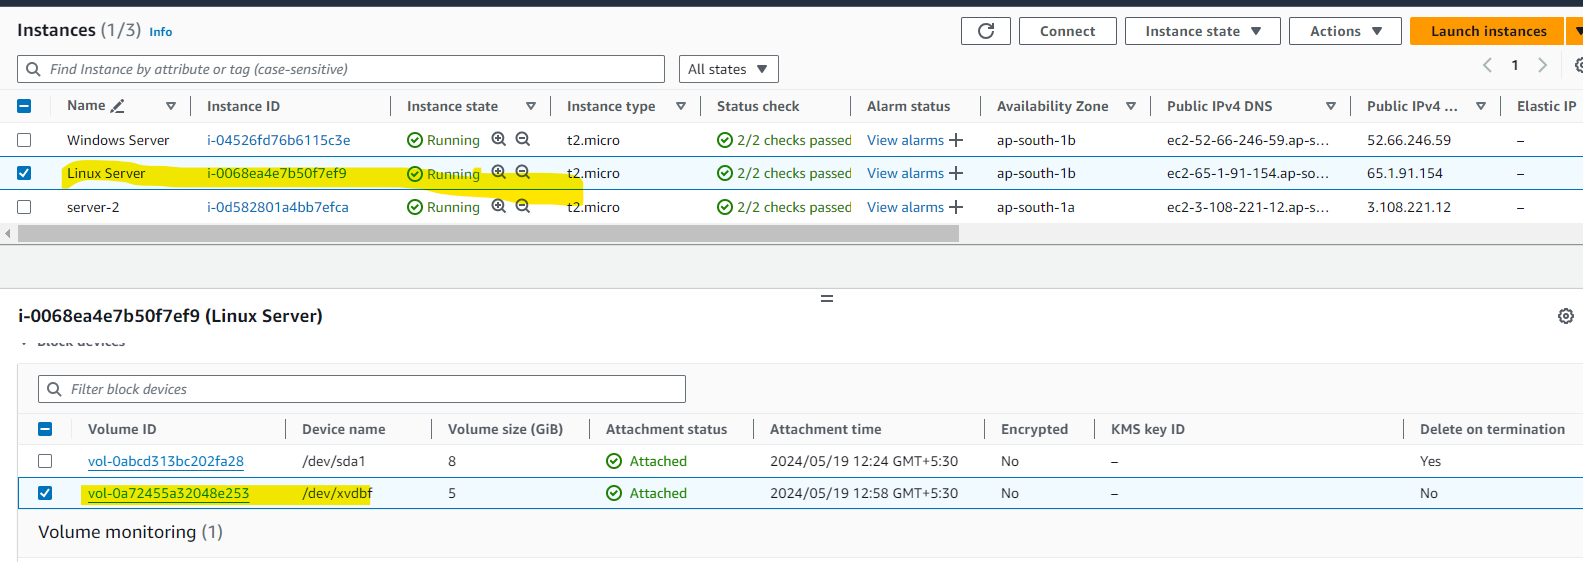 Instances (1/3) Info Connect Instance state Actions Launch instances
Find Instance by attribute or tag (case-sensitive) All states 1
Name Instance ID Instance state Instance type Status check Alarm status Availability Zone Public IPv4 DNS Public IPv4 ... Elastic IP
Windows Server i-04526fd76b6115c3e Running t2.micro 2/2 checks passed View alarms + ap-south-1b ec2-52-66-246-59.ap-s... 52.66.246.59 –
Linux Server i-0068ea4e7b50f7ef9 Running t2.micro 2/2 checks passed View alarms + ap-south-1b ec2-65-1-91-154.ap-so... 65.1.91.154 –
server-2 i-0d582801a4bb7efca Running t2.micro 2/2 checks passed View alarms + ap-south-1a ec2-3-108-221-12.ap-s... 3.108.221.12 –
i-0068ea4e7b50f7ef9 (Linux Server)
Block devices
Filter block devices
Volume ID Device name Volume size (GiB) Attachment status Attachment time Encrypted KMS key ID Delete on termination
vol-0abcd313bc202fa28 /dev/sda1 8 Attached 2024/05/19 12:24 GMT+5:30 No – Yes
vol-0a72455a32048e253 /dev/xvdbf 5 Attached 2024/05/19 12:58 GMT+5:30 No – No
Volume monitoring (1)